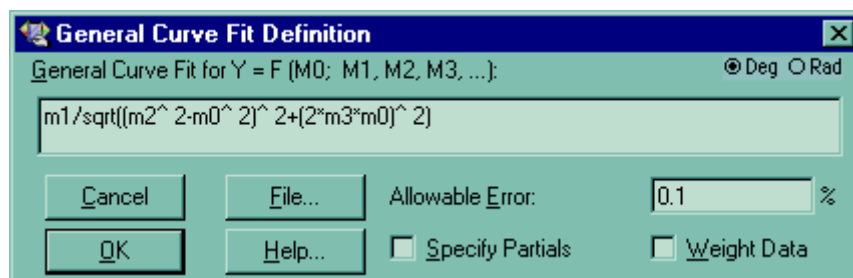 General Curve Fit Definition
General Curve Fit for Y = F (M0; M1, M2, M3, ...):
Deg Rad
m1/sqrt((m2^ 2-m0^ 2)^ 2+(2*m3*m0)^ 2)
Cancel File... Allowable Error: 0.1 %
OK Help... Specify Partials Weight Data